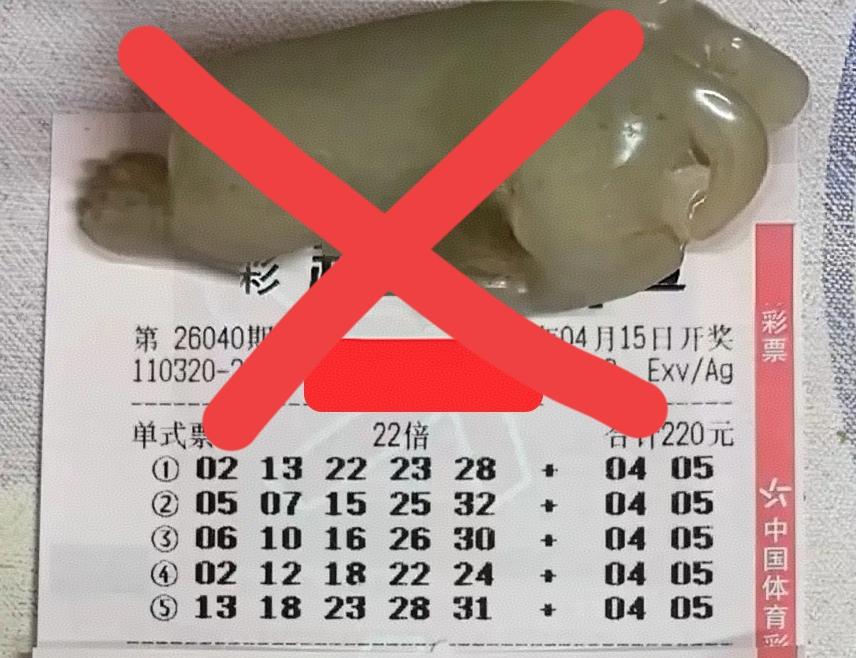 彩
第 26040期
04月15日开奖
110320-
Exv/Ag
单式票
22倍
合计220元
① 02 13 22 23 28 + 04 05
② 05 07 15 25 32 + 04 05
③ 06 10 16 26 30 + 04 05
④ 02 12 18 22 24 + 04 05
⑤ 13 18 23 28 31 + 04 05
彩票
中国体育彩